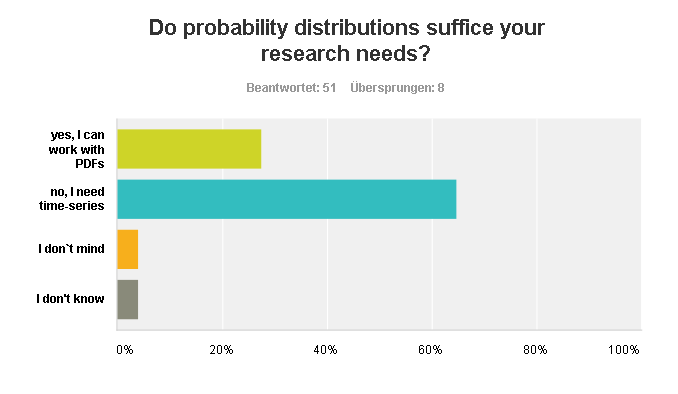 Do probability distributions suffice your
research needs?
Beantwortet: 51 Übersprungen: 8
yes, I can
work with
PDFs
no, I need
time-series
I don`t mind
I don't know
0% 20% 40% 60% 80% 100%